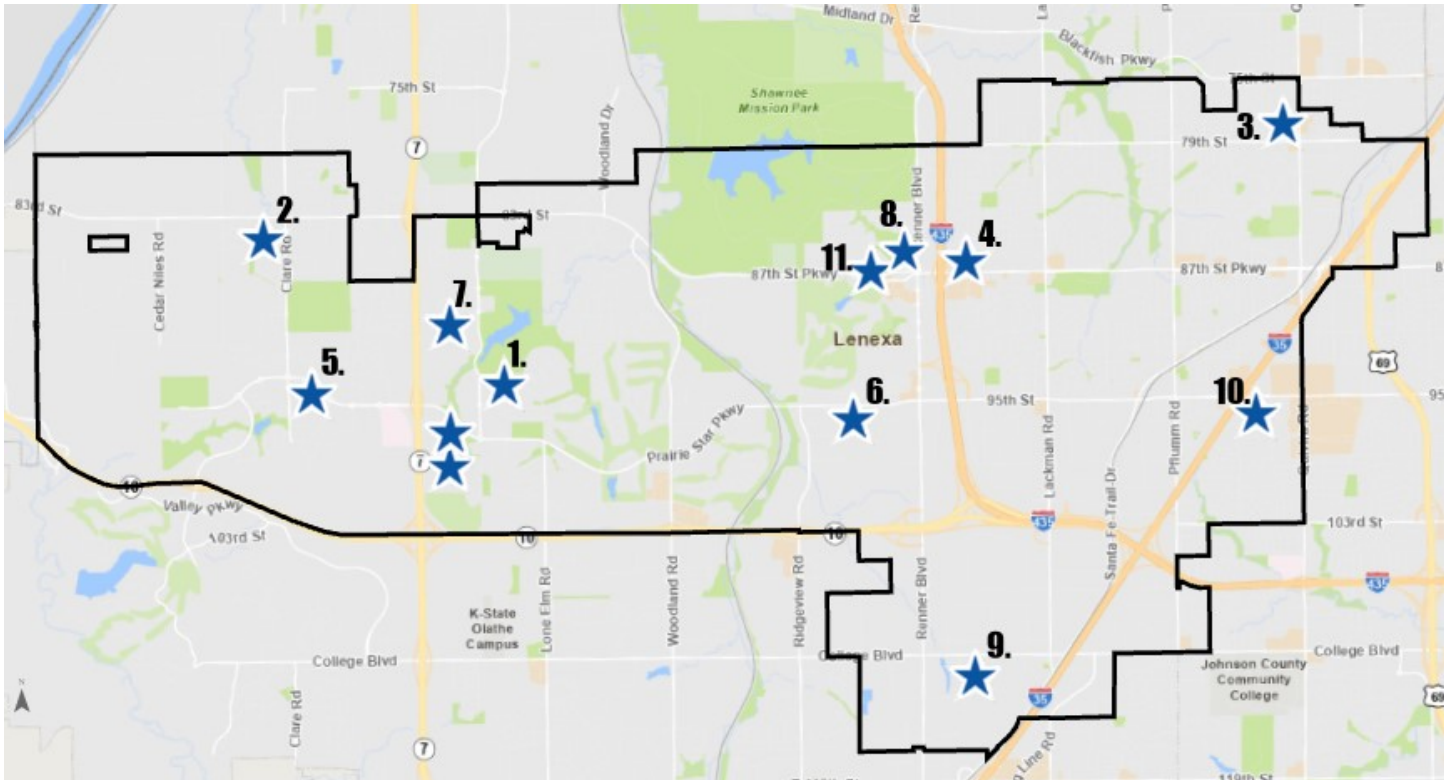 Midland Dr
Blackfish Pkwy
75th St
75th St
Shawnee
Mission Park
Woodland Dr
7
3.
79th St
83rd St
2.
83rd St
8.
Renner Blvd
435
4.
Cedar Niles Rd
Clare Rd
11.
87th St Pkwy
87th St Pkwy
7.
Lenexa
35
69
5.
1.
6.
95th St
10.
Prairie Star Pkwy
Lackman Rd
Pflumm Rd
7
10
Valley Pkwy
103rd St
10
10
435
Santa Fe-Trail-Dr
103rd St
435
K-State
Olathe
Campus
Lone Elm Rd
Woodland Rd
Ridgeview Rd
Renner Blvd
College Blvd
College Blvd
9.
College Blvd
Johnson County
Community
College
N
Clare Rd
35
69
7
119th St